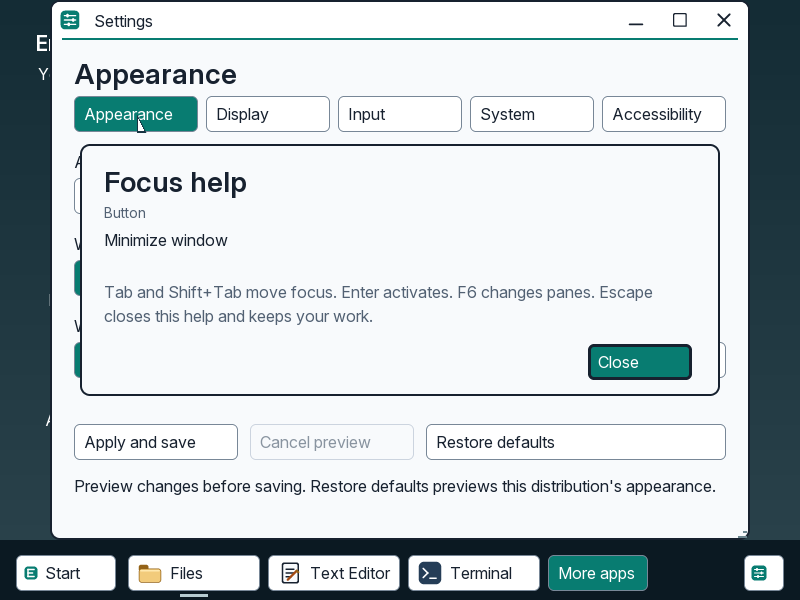 Settings
Appearance
Appearance
Display
Input
System
Accessibility
Focus help
Button
Minimize window
Tab and Shift+Tab move focus. Enter activates. F6 changes panes. Escape
closes this help and keeps your work.
Close
Apply and save
Cancel preview
Restore defaults
Preview changes before saving. Restore defaults previews this distribution's appearance.
Start
Files
Text Editor
Terminal
More apps